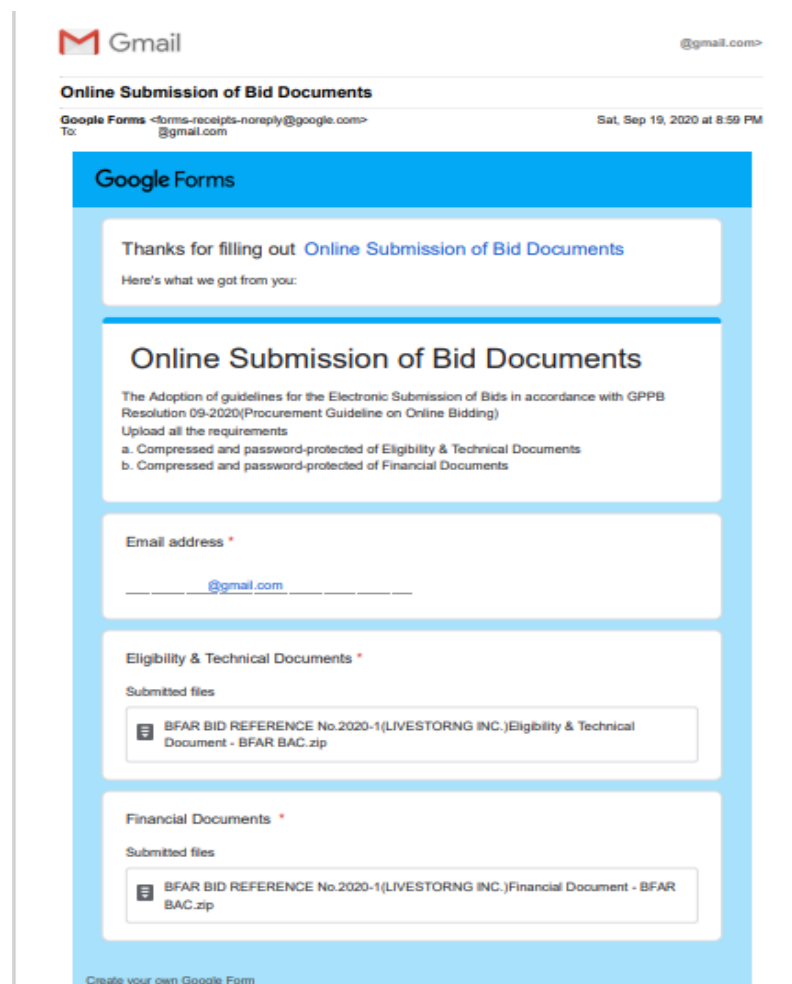 Gmail
@gmail.com>
Online Submission of Bid Documents
Google Forms <forms-receipts-noreply@google.com>
Sat, Sep 19, 2020 at 8:59 PM
To: @gmail.com
Google Forms
Thanks for filling out Online Submission of Bid Documents
Here's what we got from you:
Online Submission of Bid Documents
The Adoption of guidelines for the Electronic Submission of Bids in accordance with GPPB
Resolution 09-2020(Procurement Guideline on Online Bidding)
Upload all the requirements
a. Compressed and password-protected of Eligibility & Technical Documents
b. Compressed and password-protected of Financial Documents
Email address *
@gmail.com
Eligibility & Technical Documents *
Submitted files
BFAR BID REFERENCE No.2020-1(LIVESTORNG INC.)Eligibility & Technical
Document - BFAR BAC.zip
Financial Documents *
Submitted files
BFAR BID REFERENCE No.2020-1(LIVESTORNG INC.)Financial Document - BFAR
BAC.zip
Create your own Google Form